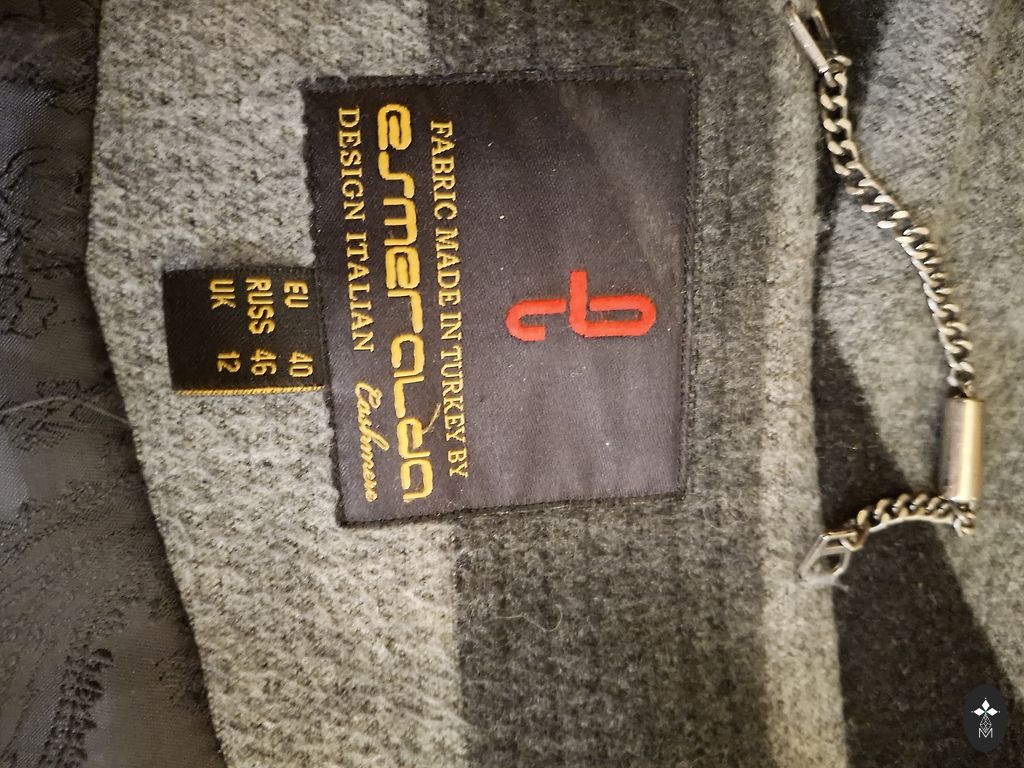 FABRIC MADE IN TURKEY BY
esmeralda
DESIGN ITALIAN Cashmere
EU 40
RUSS 46
UK 12
M